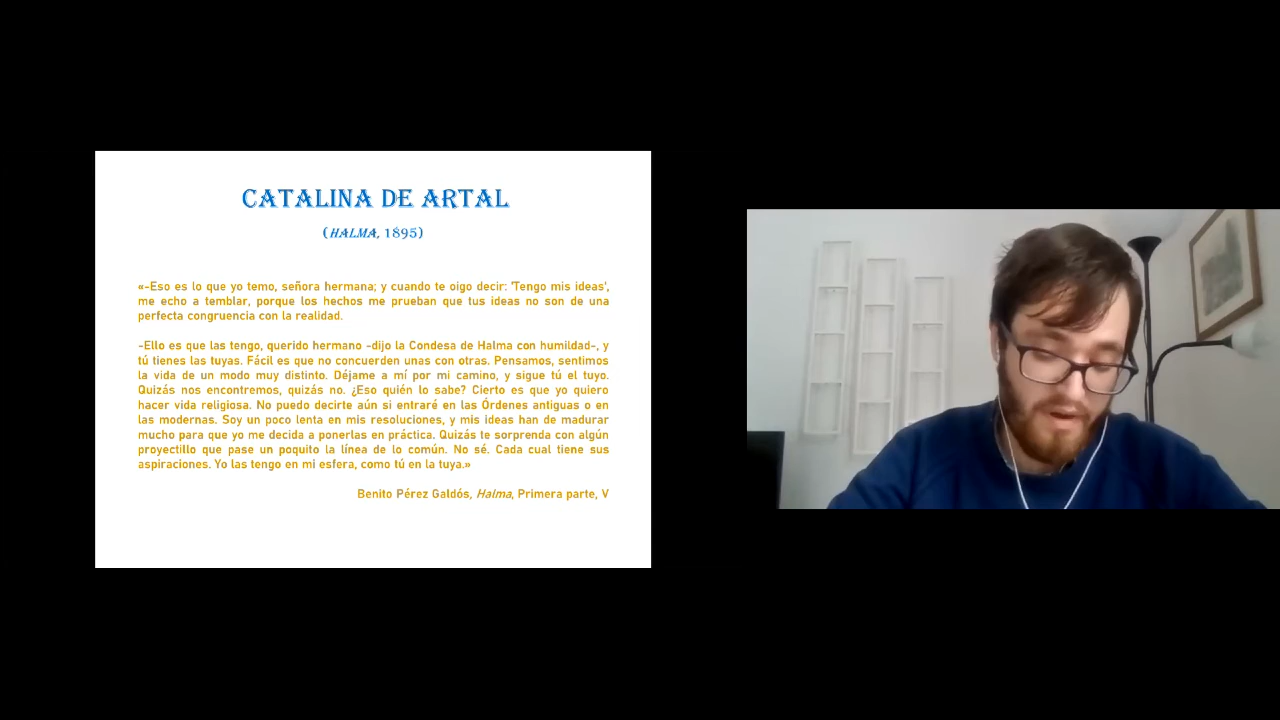 CATALINA DE ARTAL
(HALMA, 1895)
«-Eso es lo que yo temo, señora hermana; y cuando te oigo decir: 'Tengo mis ideas',
me echo a temblar, porque los hechos me prueban que tus ideas no son de una
perfecta congruencia con la realidad.
-Ello es que las tengo, querido hermano -dijo la Condesa de Halma con humildad-, y
tú tienes las tuyas. Fácil es que no concuerden unas con otras. Pensamos, sentimos
la vida de un modo muy distinto. Déjame a mí por mi camino, y sigue tú el tuyo.
Quizás nos encontremos, quizás no. ¿Eso quién lo sabe? Cierto es que yo quiero
hacer vida religiosa. No puedo decirte aún si entraré en las Órdenes antiguas o en
las modernas. Soy un poco lenta en mis resoluciones, y mis ideas han de madurar
mucho para que yo me decida a ponerlas en práctica. Quizás te sorprenda con algún
proyectillo que pase un poquito la línea de lo común. No sé. Cada cual tiene sus
aspiraciones. Yo las tengo en mi esfera, como tú en la tuya.»
Benito Pérez Galdós, Halma, Primera parte, V